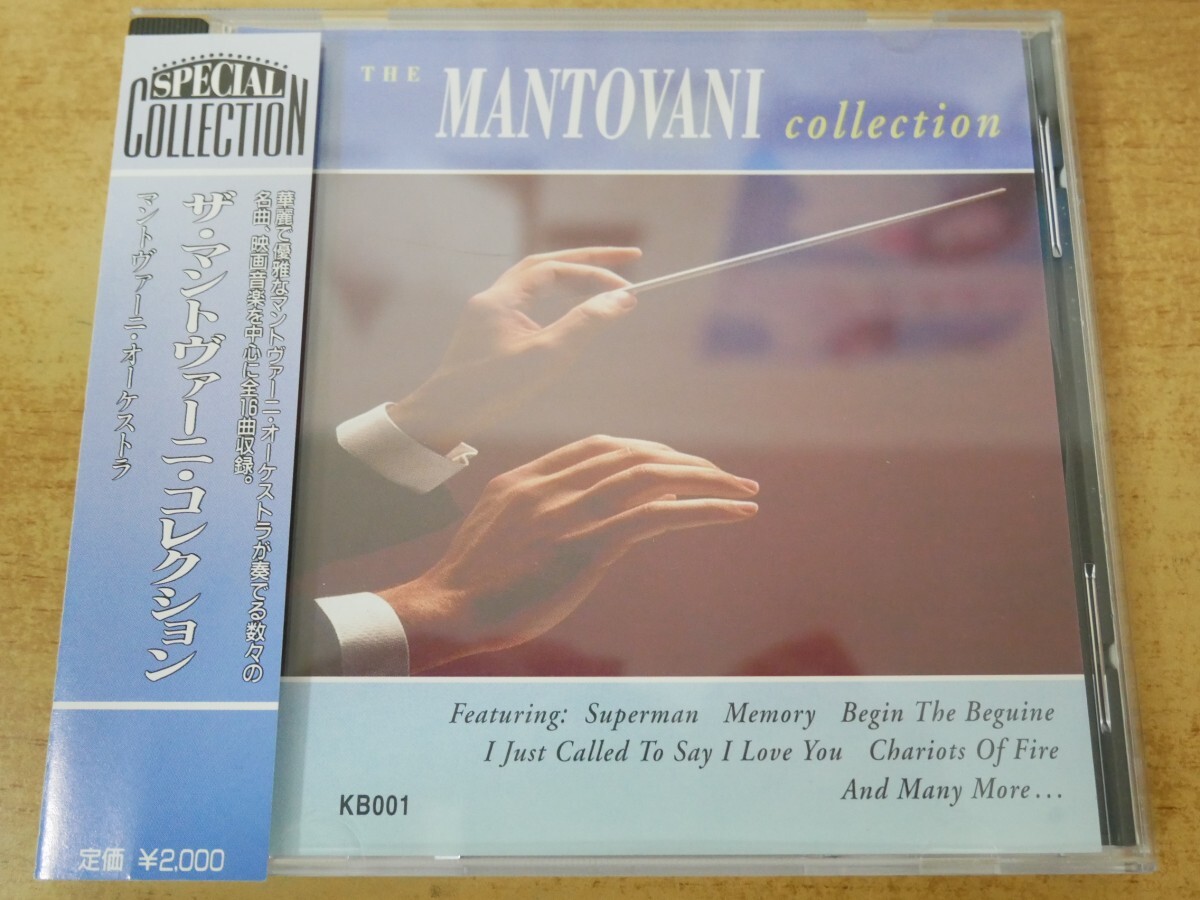 SPECIAL
COLLECTION
華麗で優雅なマントヴァーニ・オーケストラが奏でる数々の
名曲、映画音楽を中心に全16曲収録。
ザ・マントヴァーニ・コレクション
マントヴァーニ・オーケストラ
定価 ¥2,000
THE MANTOVANI collection
Featuring: Superman Memory Begin The Beguine
I Just Called To Say I Love You Chariots Of Fire
And Many More...
KB001